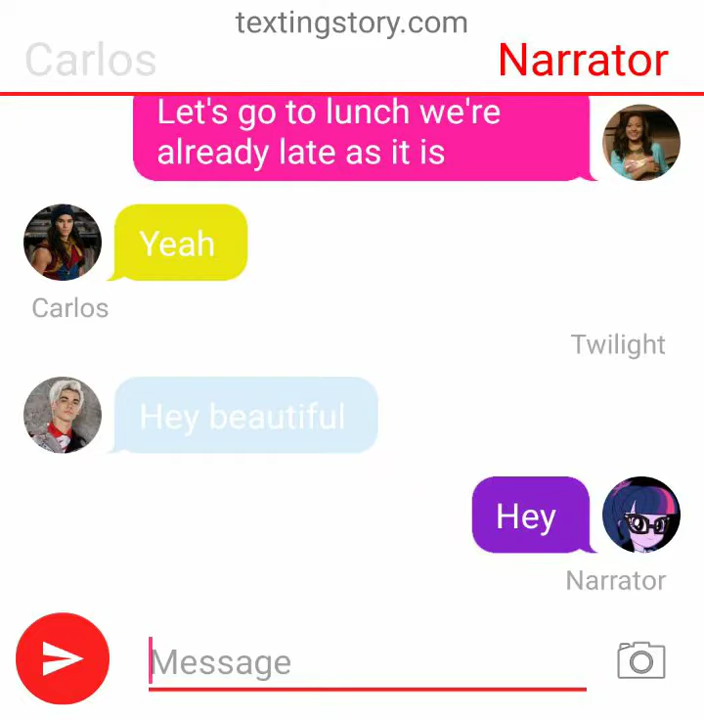 textingstory.com
Carlos
Narrator
Let's go to lunch we're
already late as it is
Yeah
Carlos
Twilight
Hey beautiful
Hey
Narrator
Message